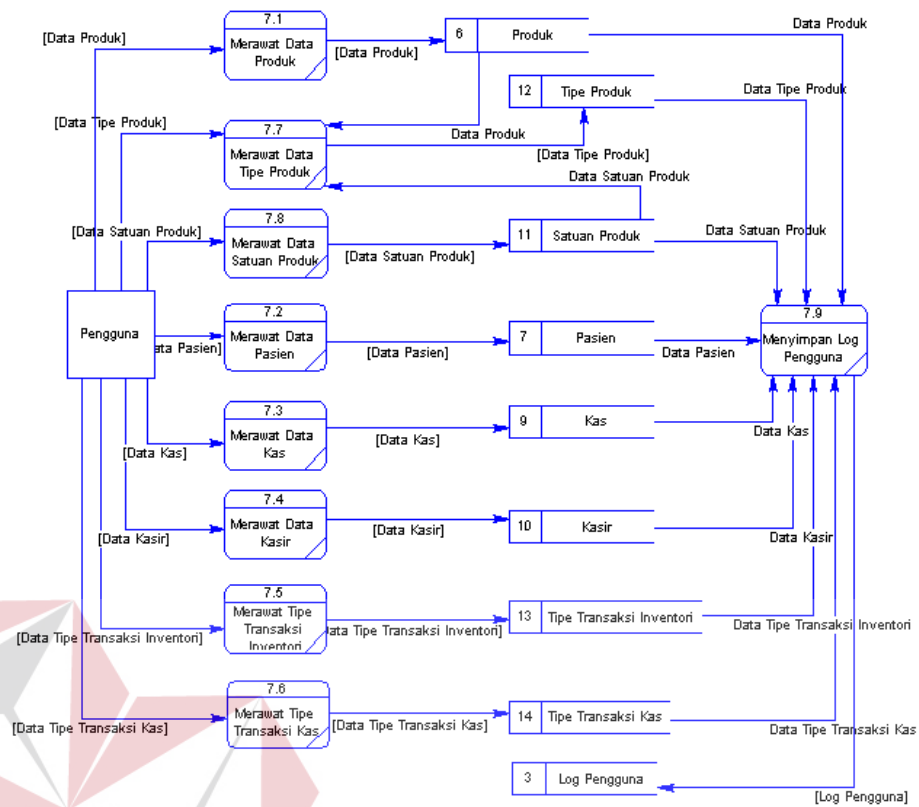 7.1
Merawat Data
Produk
[Data Produk]
[Data Produk]
6 Produk
Data Produk
12 Tipe Produk
Data Tipe Produk
[Data Tipe Produk]
7.7
Merawat Data
Tipe Produk
Data Produk
[Data Tipe Produk]
Data Satuan Produk
7.8
Merawat Data
Satuan Produk
[Data Satuan Produk]
[Data Satuan Produk]
11 Satuan Produk
Data Satuan Produk
Pengguna
7.2
Merawat Data
Pasien
ata Pasien]
[Data Pasien]
7 Pasien
Data Pasien
7.9
Menyimpan Log
Pengguna
7.3
Merawat Data
Kas
[Data Kas]
[Data Kas]
9 Kas
Data Kas
7.4
Merawat Data
Kasir
[Data Kasir]
[Data Kasir]
10 Kasir
Data Kasir
7.5
Merawat Tipe
Transaksi
Inventori
[Data Tipe Transaksi Inventori]
ata Tipe Transaksi Inventori]
13 Tipe Transaksi Inventori
Data Tipe Transaksi Inventori
7.6
Merawat Tipe
Transaksi Kas
[Data Tipe Transaksi Kas]
[Data Tipe Transaksi Kas]
14 Tipe Transaksi Kas
Data Tipe Transaksi Kas
3 Log Pengguna
[Log Pengguna]